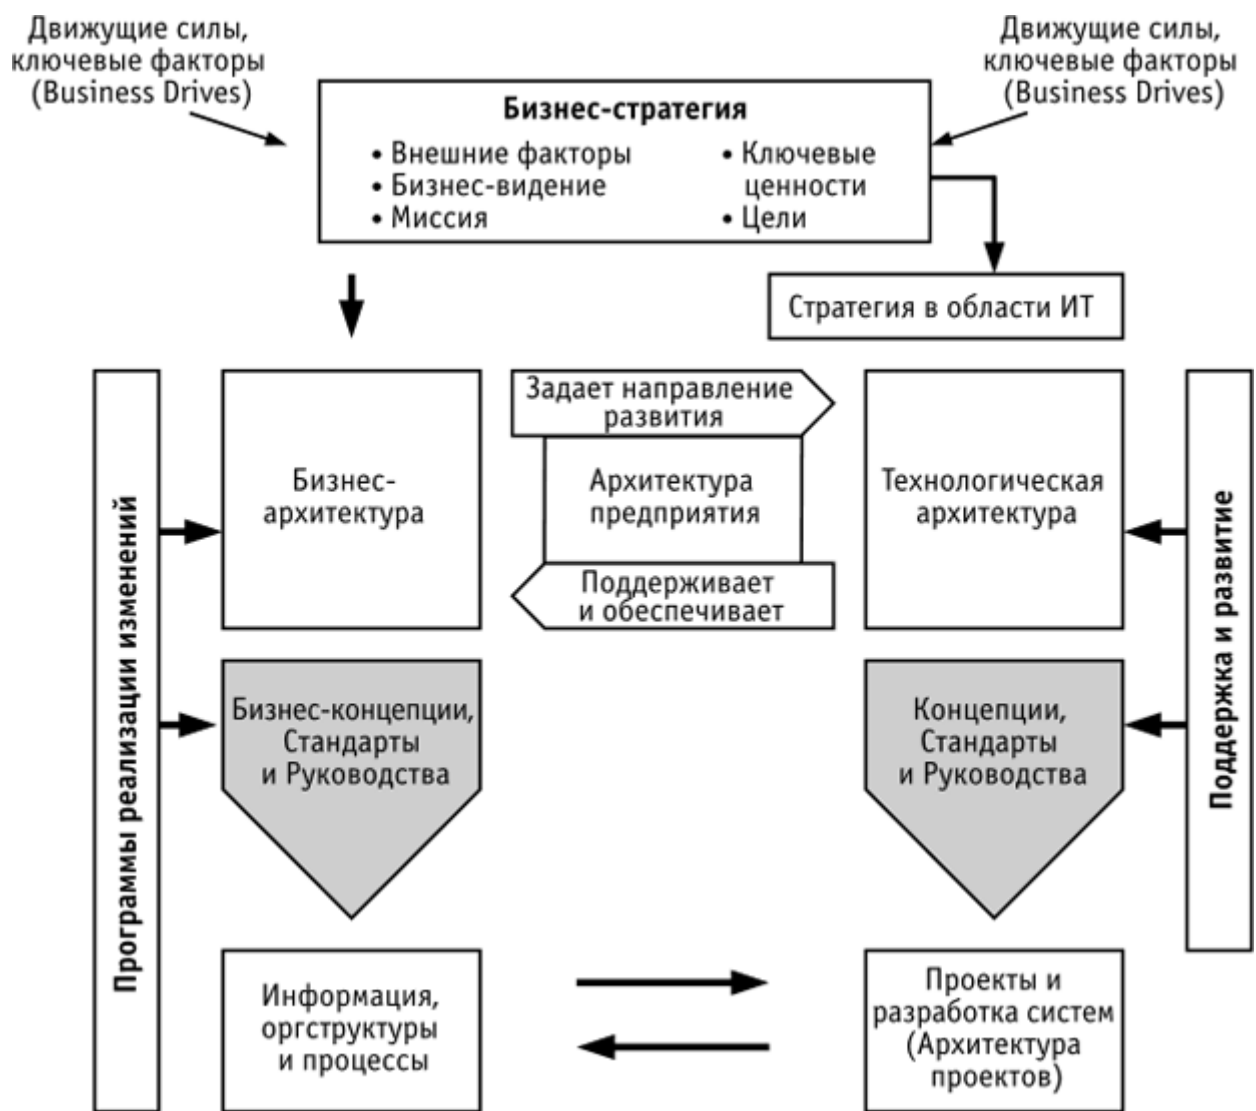 Движущие силы,
ключевые факторы
(Business Drives)
Движущие силы,
ключевые факторы
(Business Drives)
Бизнес-стратегия
• Внешние факторы
• Бизнес-видение
• Миссия
• Ключевые
ценности
• Цели
Стратегия в области ИТ
Программы реализации изменений
Бизнес-
архитектура
Задает направление
развития
Архитектура
предприятия
Поддерживает
и обеспечивает
Технологическая
архитектура
Поддержка и развитие
Бизнес-концепции,
Стандарты
и Руководства
Концепции,
Стандарты
и Руководства
Информация,
оргструктуры
и процессы
Проекты и
разработка систем
(Архитектура
проектов)